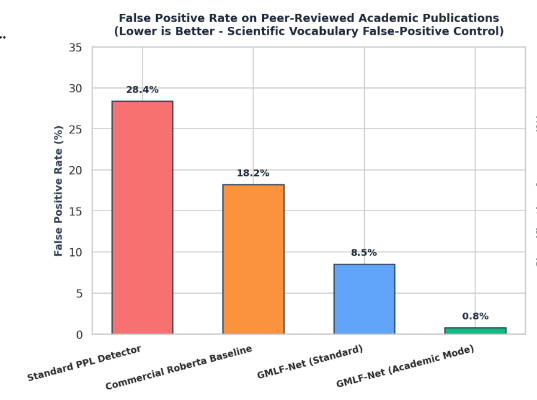 False Positive Rate on Peer-Reviewed Academic Publications
(Lower is Better - Scientific Vocabulary False-Positive Control)
False Positive Rate (%)
35
30
25
20
15
10
5
0
28.4%
18.2%
8.5%
0.8%
Standard PPL Detector
Commercial Roberta Baseline
GMLF-Net (Standard)
GMLF-Net (Academic Mode)